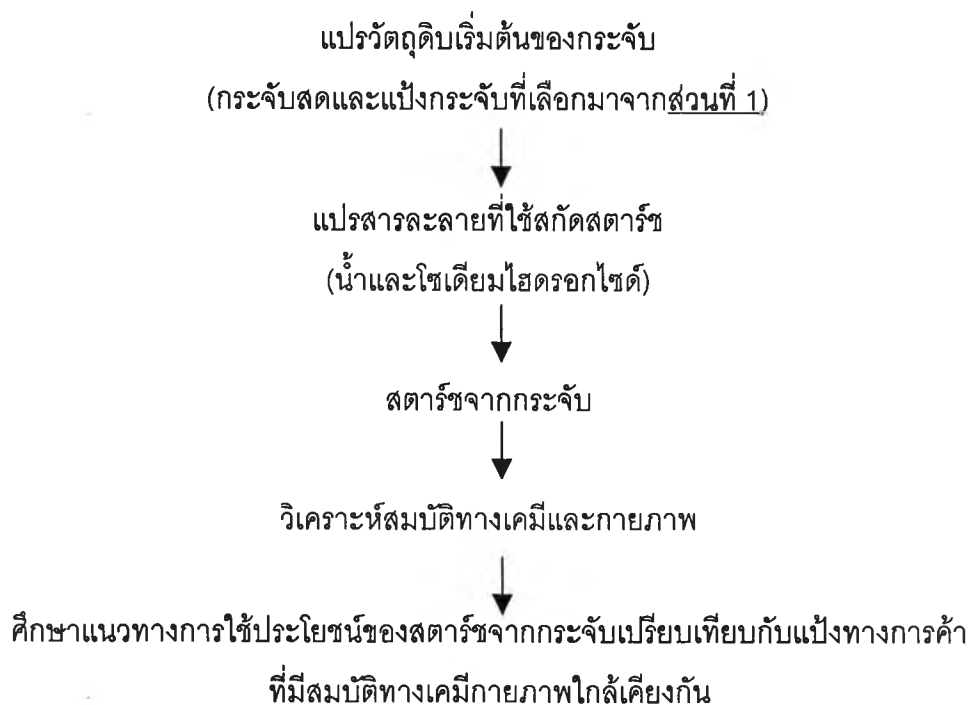 แปรวัตถุดิบเริ่มต้นของกระจับ
(กระจับสดและแป้งกระจับที่เลือกมาจากส่วนที่ 1)
แปรสารละลายที่ใช้สกัดสตาร์ช
(น้ำและโซเดียมไฮดรอกไซด์)
สตาร์ชจากกระจับ
วิเคราะห์สมบัติทางเคมีและกายภาพ
ศึกษาแนวทางการใช้ประโยชน์ของสตาร์ชจากกระจับเปรียบเทียบกับแป้งทางการค้า
ที่มีสมบัติทางเคมีกายภาพใกล้เคียงกัน